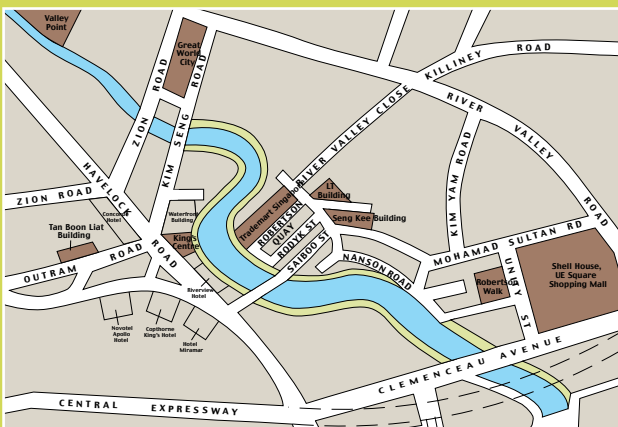 Valley
Point
Great
World
City
ZION ROAD
KIM SENG ROAD
KILLINEY ROAD
RIVER VALLEY ROAD
RIVER VALLEY CLOSE
KIM YAM ROAD
HAVELOCK ROAD
ZION ROAD
Concorde
Hotel
Waterfront
Building
King's
Centre
Trademart Singapore
LT
Building
ROBERTSON
QUAY
RODYK ST
SAIBOO ST
Seng Kee Building
NANSON ROAD
MOHAMAD SULTAN RD
Tan Boon Liat
Building
OUTRAM ROAD
Riverview
Hotel
Robertson
Walk
UNITY ST
Shell House,
UE Square
Shopping Mall
Novotel
Apollo
Hotel
Copthorne
King's Hotel
Hotel
Miramar
CLEMENCEAU AVENUE
CENTRAL EXPRESSWAY